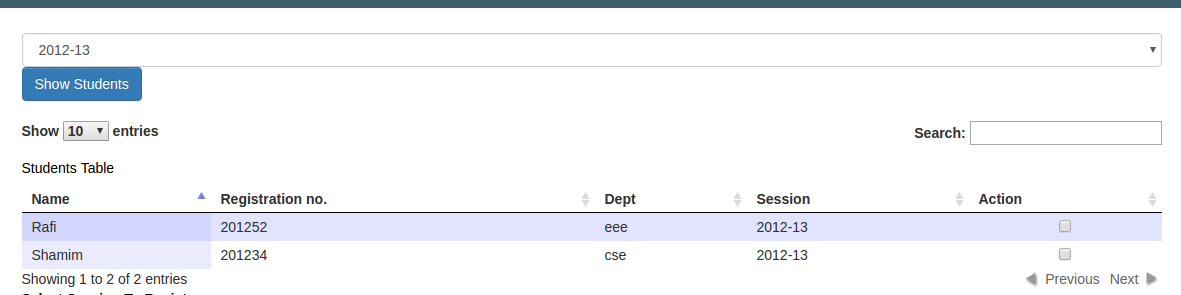 2012-13
Show Students
Show 10 entries Search:
Students Table
Name Registration no. Dept Session Action
Rafi 201252 eee 2012-13
Shamim 201234 cse 2012-13
Showing 1 to 2 of 2 entries Previous Next